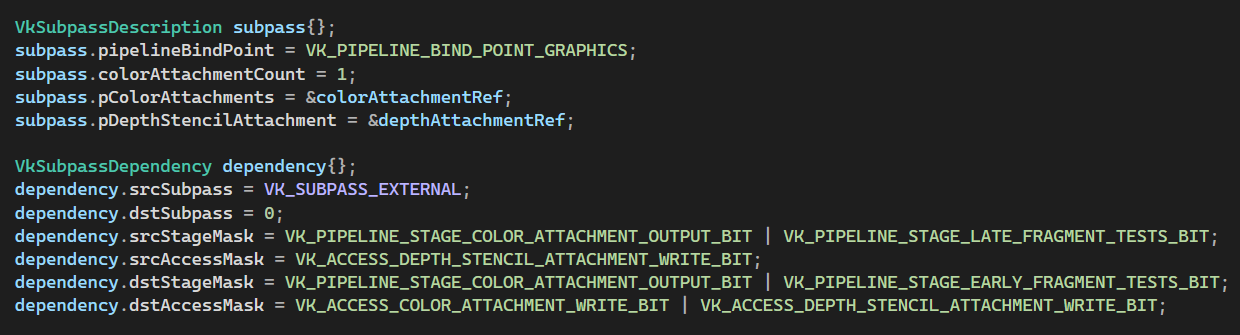 VkSubpassDescription subpass{};
subpass.pipelineBindPoint = VK_PIPELINE_BIND_POINT_GRAPHICS;
subpass.colorAttachmentCount = 1;
subpass.pColorAttachments = &colorAttachmentRef;
subpass.pDepthStencilAttachment = &depthAttachmentRef;

VkSubpassDependency dependency{};
dependency.srcSubpass = VK_SUBPASS_EXTERNAL;
dependency.dstSubpass = 0;
dependency.srcStageMask = VK_PIPELINE_STAGE_COLOR_ATTACHMENT_OUTPUT_BIT | VK_PIPELINE_STAGE_LATE_FRAGMENT_TESTS_BIT;
dependency.srcAccessMask = VK_ACCESS_DEPTH_STENCIL_ATTACHMENT_WRITE_BIT;
dependency.dstStageMask = VK_PIPELINE_STAGE_COLOR_ATTACHMENT_OUTPUT_BIT | VK_PIPELINE_STAGE_EARLY_FRAGMENT_TESTS_BIT;
dependency.dstAccessMask = VK_ACCESS_COLOR_ATTACHMENT_WRITE_BIT | VK_ACCESS_DEPTH_STENCIL_ATTACHMENT_WRITE_BIT;